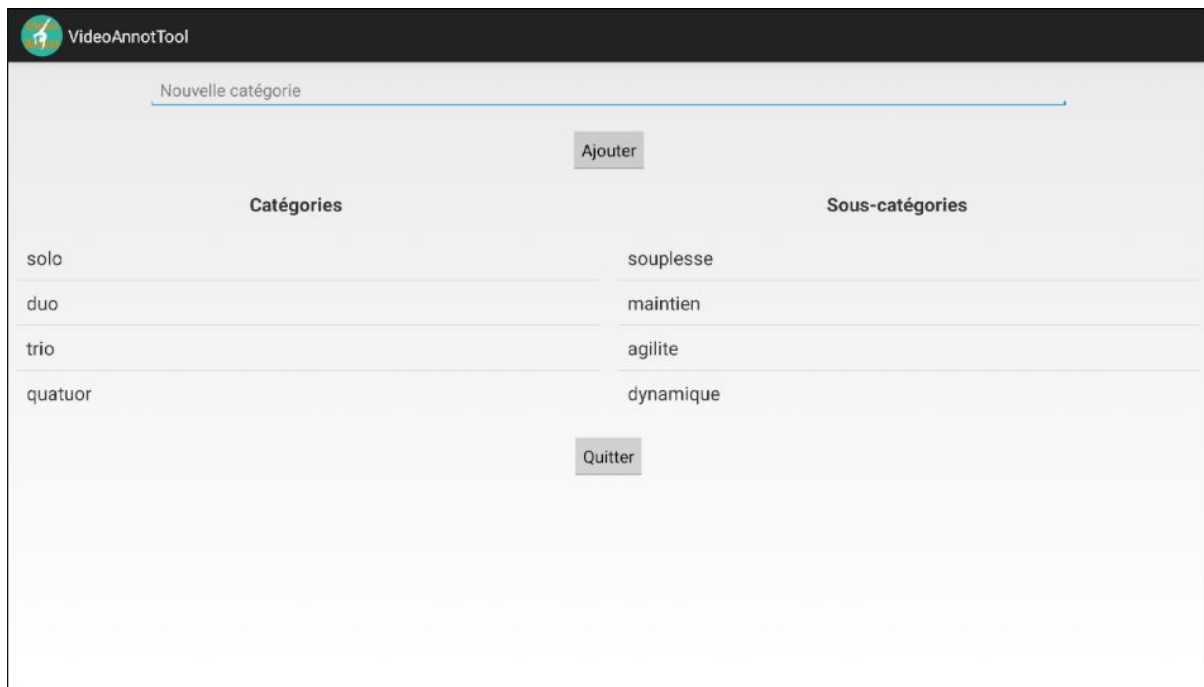 VideoAnnotTool
Nouvelle catégorie
Ajouter
Catégories Sous-catégories
solo souplesse
duo maintien
trio agilite
quatuor dynamique
Quitter